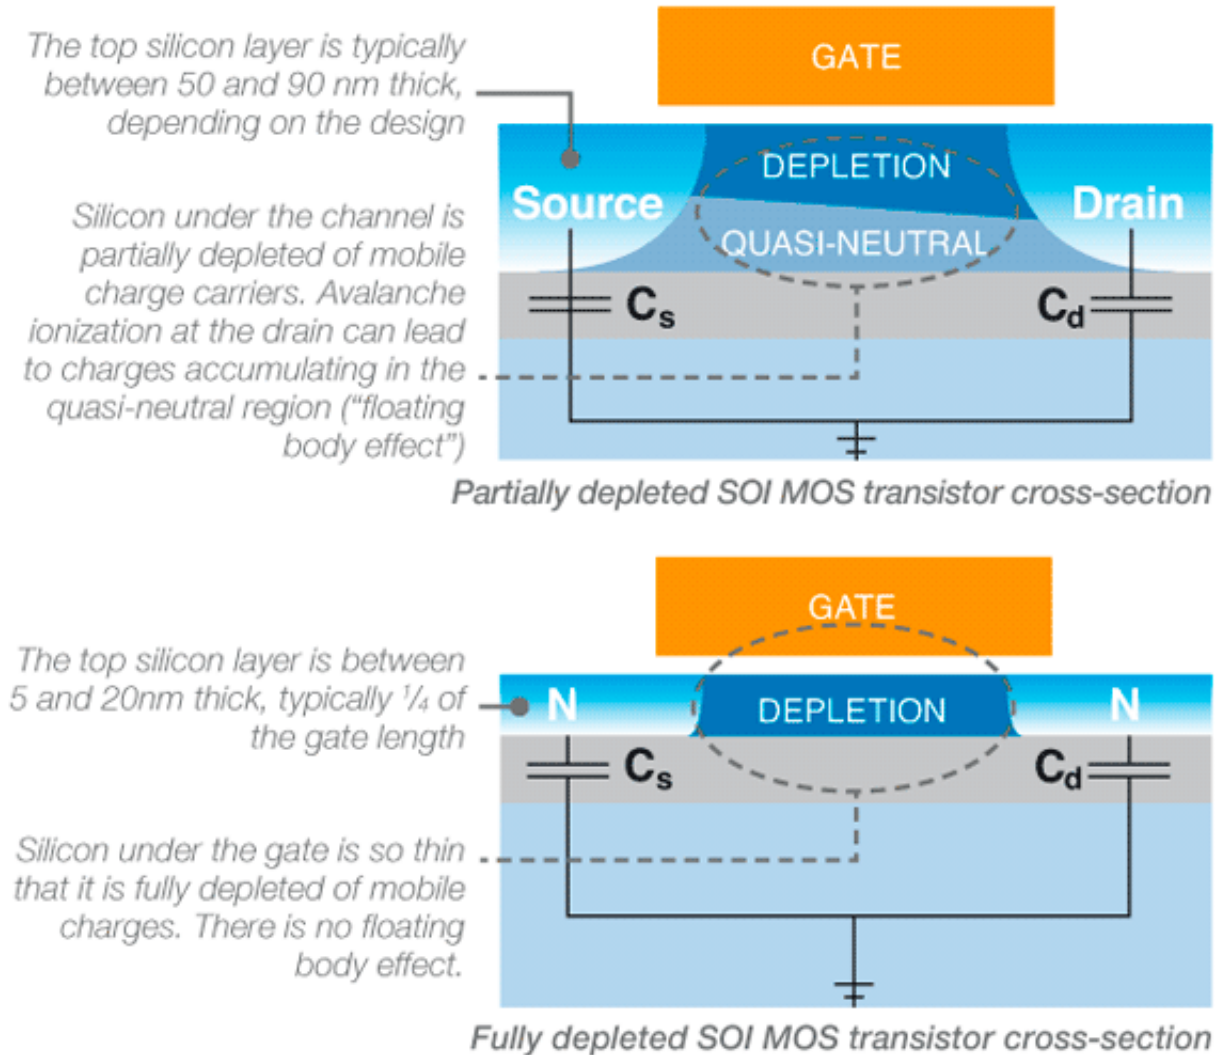 The top silicon layer is typically
between 50 and 90 nm thick,
depending on the design
GATE
DEPLETION
Source
Drain
QUASI-NEUTRAL
Cs
Cd
Silicon under the channel is
partially depleted of mobile
charge carriers. Avalanche
ionization at the drain can lead
to charges accumulating in the
quasi-neutral region (“floating
body effect”)
Partially depleted SOI MOS transistor cross-section
GATE
The top silicon layer is between
5 and 20nm thick, typically ¼ of
the gate length
N
DEPLETION
N
Cs
Cd
Silicon under the gate is so thin
that it is fully depleted of mobile
charges. There is no floating
body effect.
Fully depleted SOI MOS transistor cross-section